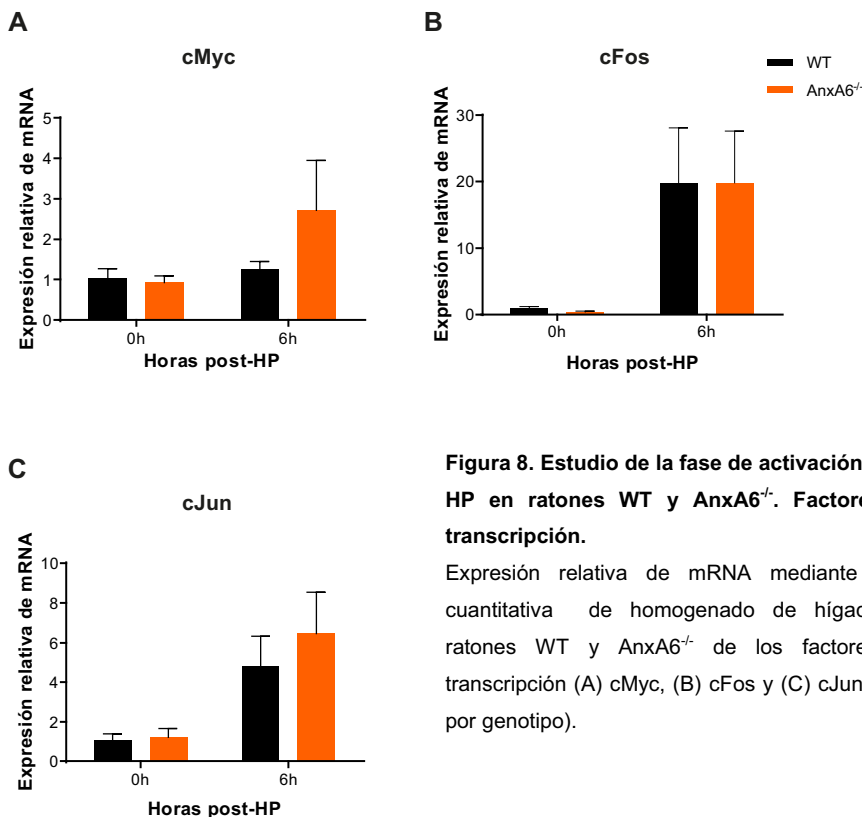 A
cMyc
Expresión relativa de mRNA
5
4
3
2
1
0
0h
6h
Horas post-HP
B
cFos
WT
AnxA6-/-
Expresión relativa de mRNA
30
20
10
0
0h
6h
Horas post-HP
C
cJun
Expresión relativa de mRNA
10
8
6
4
2
0
0h
6h
Horas post-HP
Figura 8. Estudio de la fase de activación
HP en ratones WT y AnxA6-/-. Factore
transcripción.
Expresión relativa de mRNA mediante
cuantitativa de homogenado de hígac
ratones WT y AnxA6-/- de los factore
transcripción (A) cMyc, (B) cFos y (C) cJun
por genotipo).